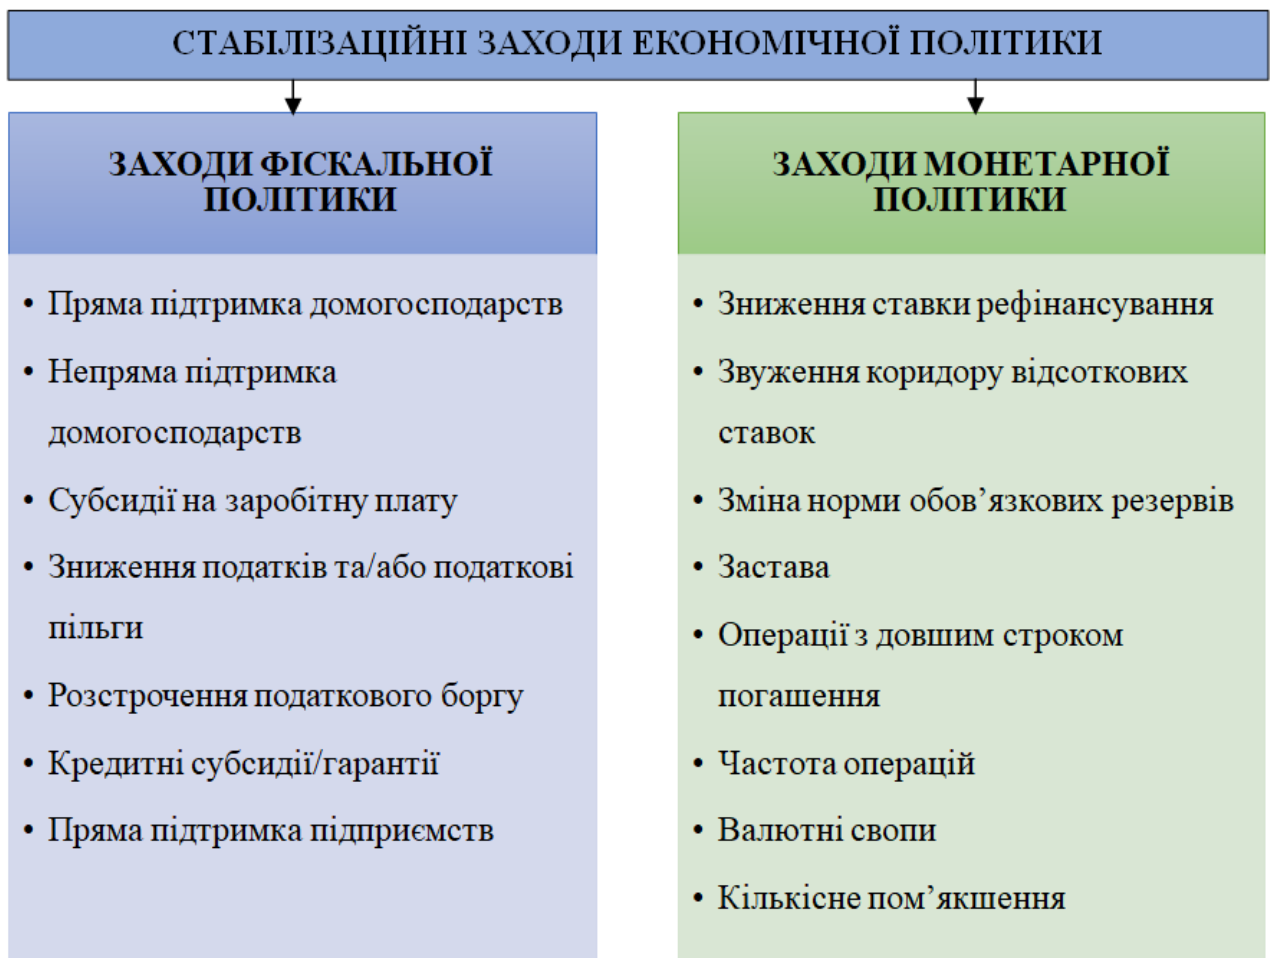 СТАБІЛІЗАЦІЙНІ ЗАХОДИ ЕКОНОМІЧНОЇ ПОЛІТИКИ
ЗАХОДИ ФІСКАЛЬНОЇ
ПОЛІТИКИ
• Пряма підтримка домогосподарств
• Непряма підтримка
домогосподарств
• Субсидії на заробітну плату
• Зниження податків та/або податкові
пільги
• Розстрочення податкового боргу
• Кредитні субсидії/гарантії
• Пряма підтримка підприємств
ЗАХОДИ МОНЕТАРНОЇ
ПОЛІТИКИ
• Зниження ставки рефінансування
• Звуження коридору відсоткових
ставок
• Зміна норми обов’язкових резервів
• Застава
• Операції з довшим строком
погашення
• Частота операцій
• Валютні свопи
• Кількісне пом’якшення